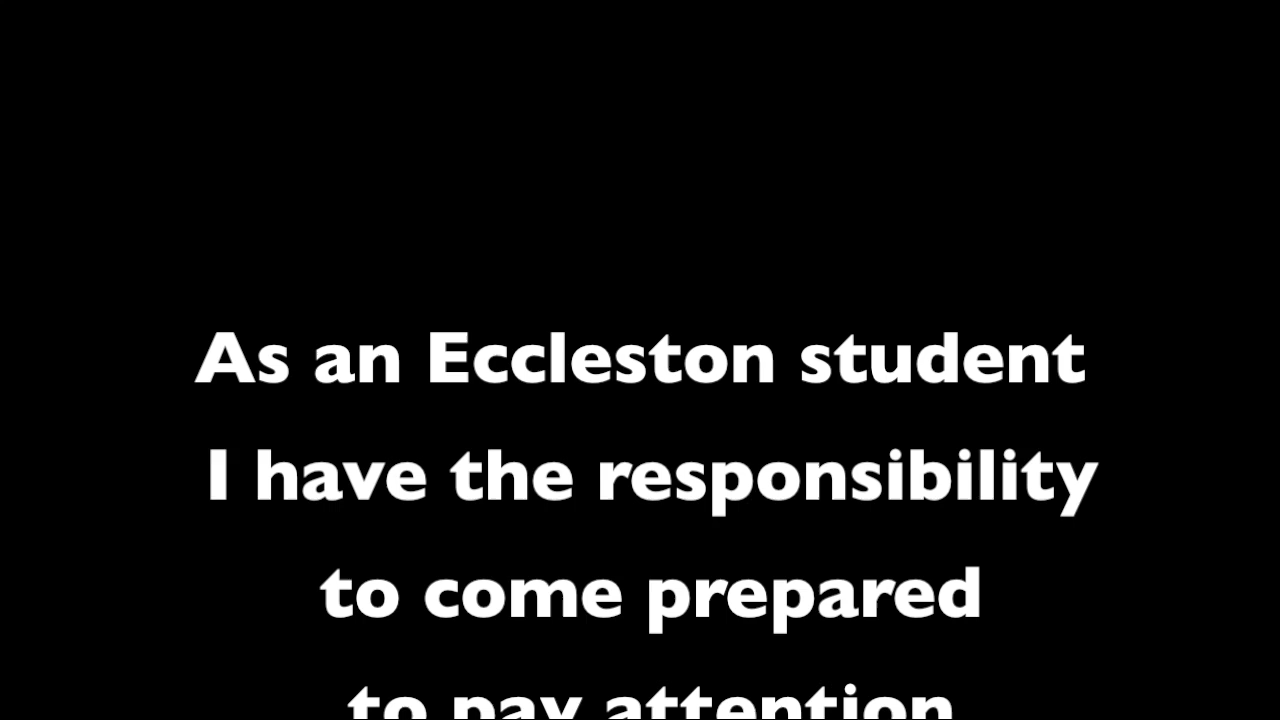 As an Eccleston student
I have the responsibility
to come prepared
to pay attention